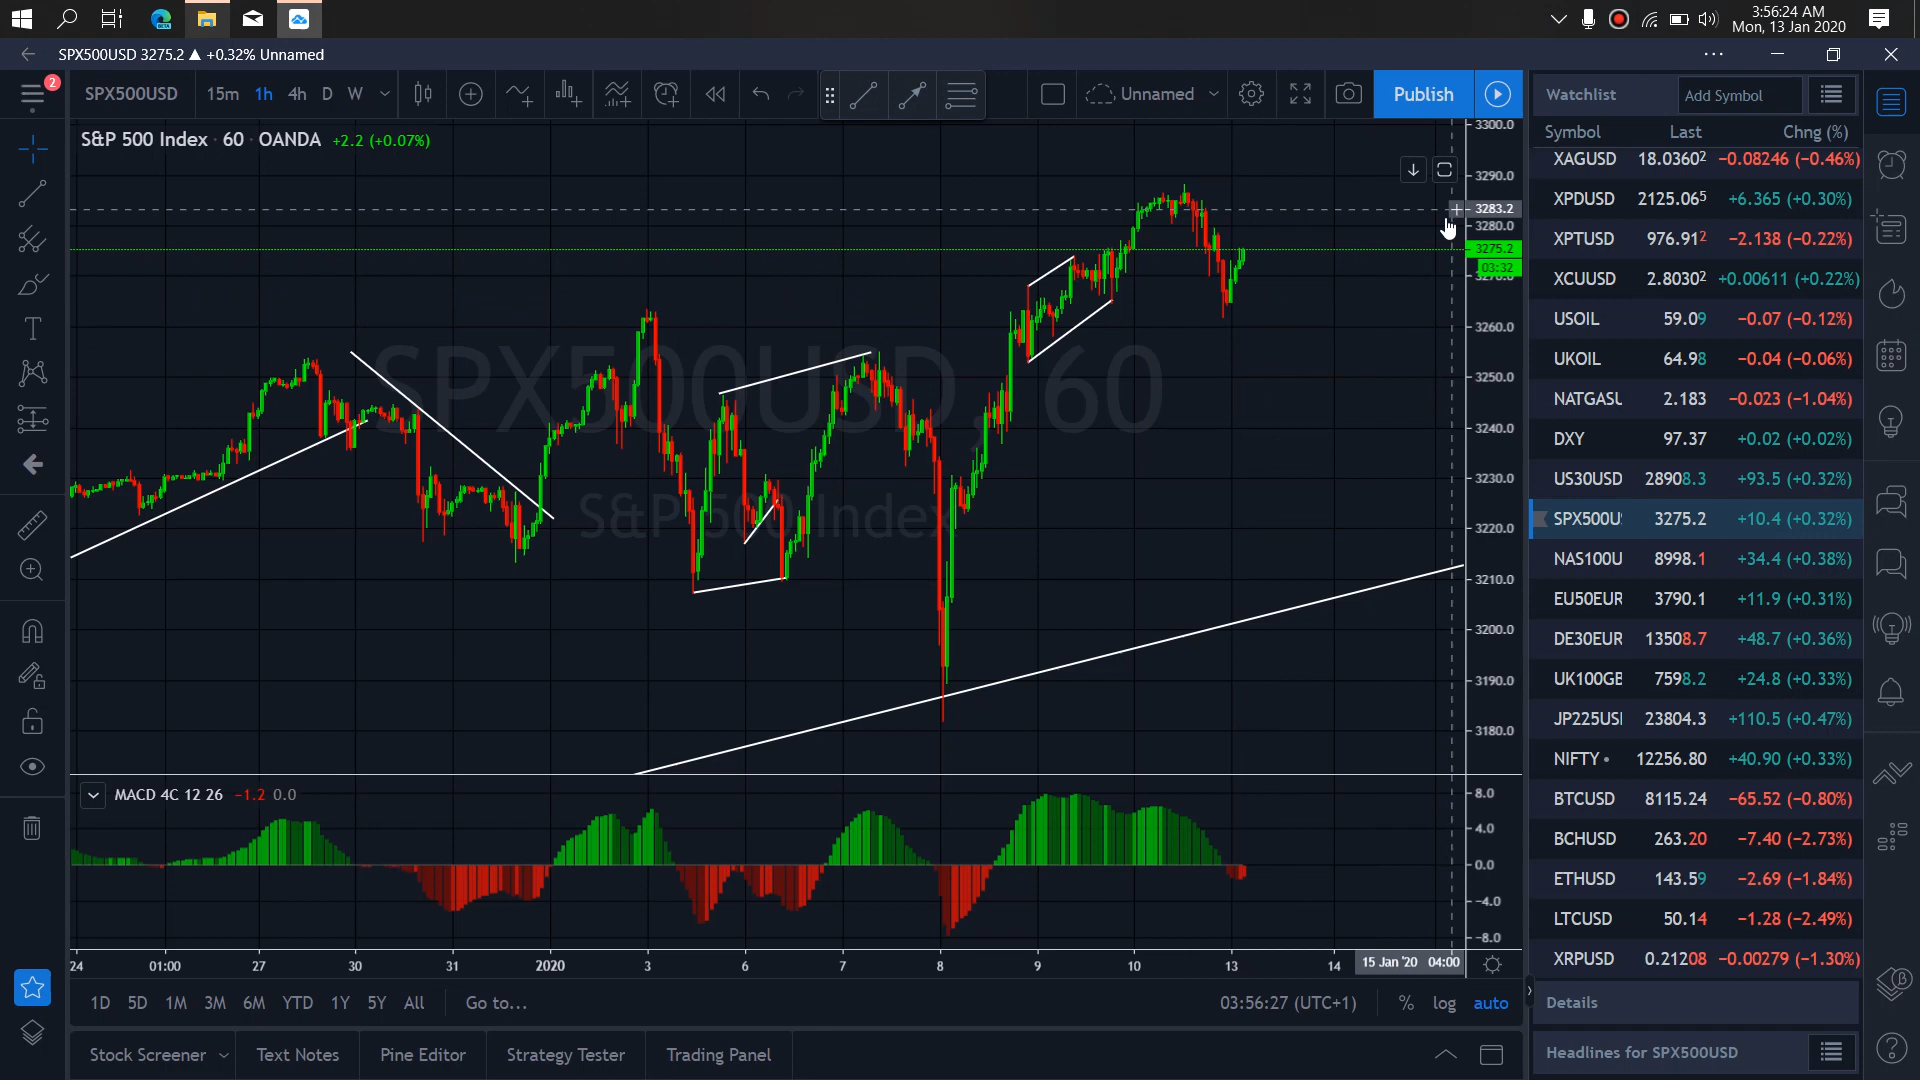 3:56:24 AM
Mon, 13 Jan 2020
SPX500USD 3275.2 ▲ +0.32% Unnamed
2
SPX500USD 15m 1h 4h D W Unnamed Publish
Watchlist Add Symbol
Symbol Last Chng (%)
S&P 500 Index · 60 · OANDA +2.2 (+0.07%)
XAGUSD 18.0360² −0.08246 (−0.46%)
XPDUSD 2125.06⁵ +6.365 (+0.30%)
XPTUSD 976.91² −2.138 (−0.22%)
XCUUSD 2.8030² +0.00611 (+0.22%)
USOIL 59.09 −0.07 (−0.12%)
UKOIL 64.98 −0.04 (−0.06%)
NATGASU 2.183 −0.023 (−1.04%)
DXY 97.37 +0.02 (+0.02%)
US30USD 28908.3 +93.5 (+0.32%)
SPX500U 3275.2 +10.4 (+0.32%)
NAS100U 8998.1 +34.4 (+0.38%)
EU50EUR 3790.1 +11.9 (+0.31%)
DE30EUR 13508.7 +48.7 (+0.36%)
UK100GB 7598.2 +24.8 (+0.33%)
JP225US 23804.3 +110.5 (+0.47%)
NIFTY • 12256.80 +40.90 (+0.33%)
BTCUSD 8115.24 −65.52 (−0.80%)
BCHUSD 263.20 −7.40 (−2.73%)
ETHUSD 143.59 −2.69 (−1.84%)
LTCUSD 50.14 −1.28 (−2.49%)
XRPUSD 0.21208 −0.00279 (−1.30%)
Details
Headlines for SPX500USD
3300.0
3290.0
3283.2
3280.0
3275.2
03:32
3270.0
3260.0
3250.0
3240.0
3230.0
3220.0
3210.0
3200.0
3190.0
3180.0
SPX500USD, 60
S&P 500 Index
MACD 4C 12 26 −1.2 0.0
8.0
4.0
0.0
−4.0
−8.0
24 01:00 27 30 31 2020 3 6 7 8 9 10 13 14 15 Jan '20 04:00
1D 5D 1M 3M 6M YTD 1Y 5Y All Go to... 03:56:27 (UTC+1) % log auto
Stock Screener Text Notes Pine Editor Strategy Tester Trading Panel